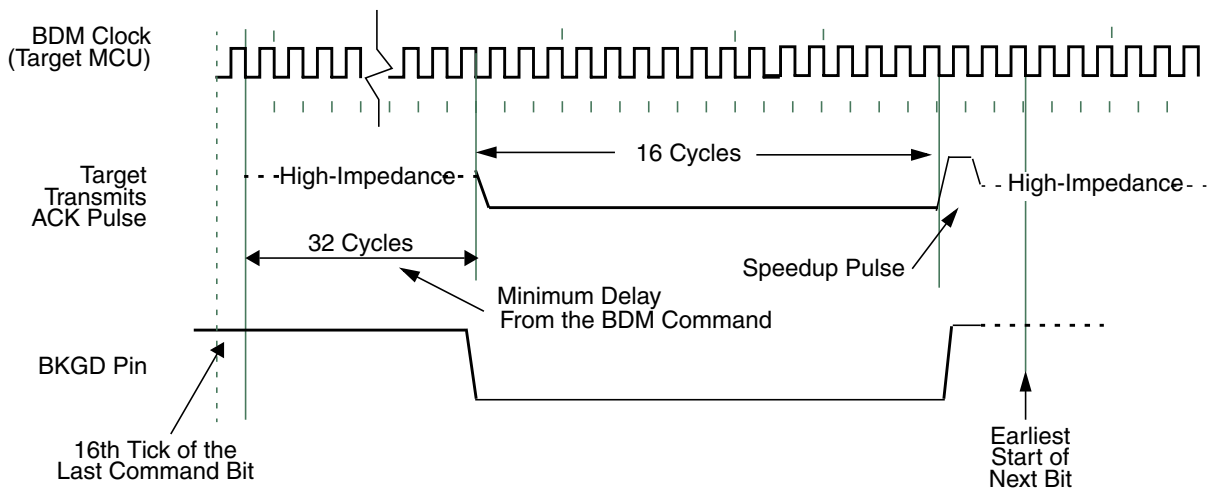 BDM Clock
(Target MCU)
16 Cycles
Target
Transmits
ACK Pulse
High-Impedance
High-Impedance
32 Cycles
Speedup Pulse
Minimum Delay
From the BDM Command
BKGD Pin
16th Tick of the
Last Command Bit
Earliest
Start of
Next Bit